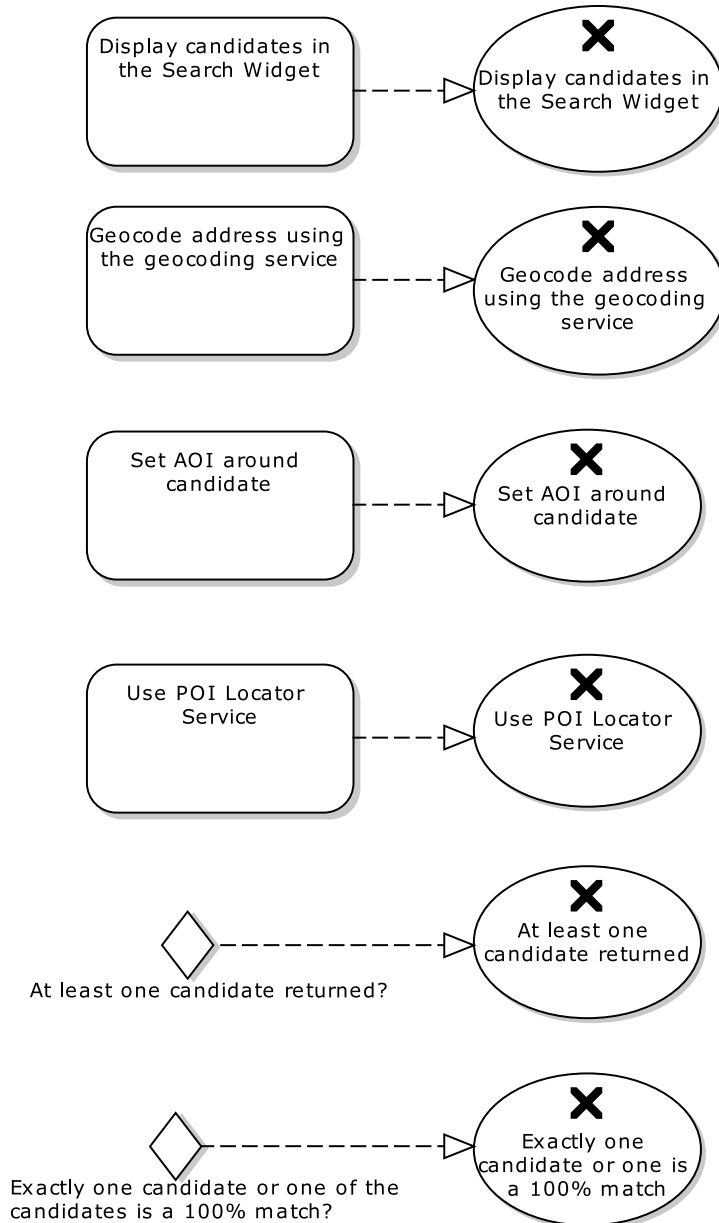 Display candidates in
the Search Widget
Display candidates in
the Search Widget
Geocode address using
the geocoding service
Geocode address
using the geocoding
service
Set AOI around
candidate
Set AOI around
candidate
Use POI Locator
Service
Use POI Locator
Service
At least one candidate returned?
At least one
candidate returned
Exactly one candidate or one of the
candidates is a 100% match?
Exactly one
candidate or one is
a 100% match